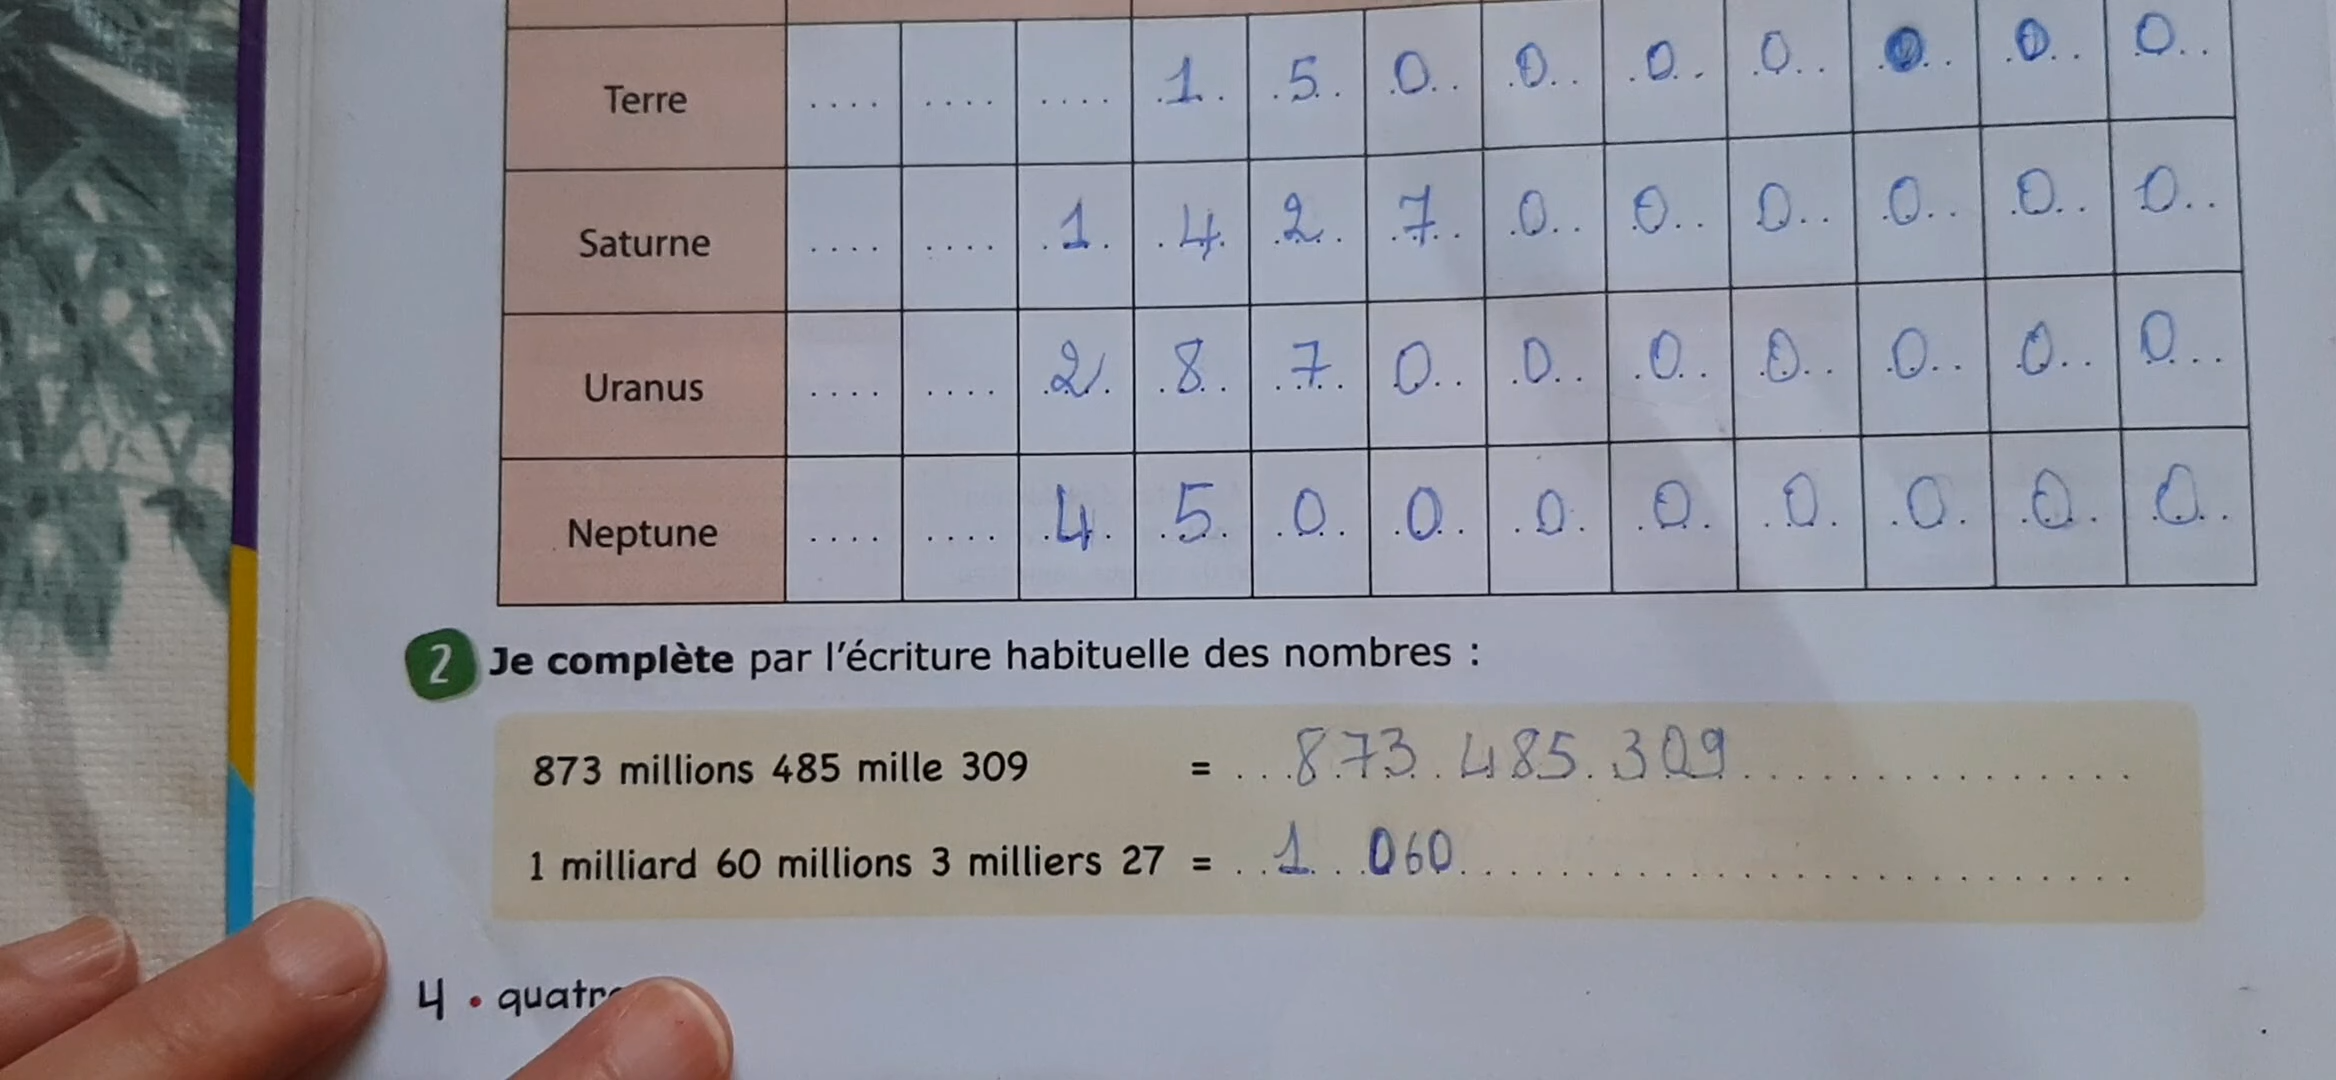 Terre .... .... .... 1 5 0 0 0 0 0 0 0
Saturne .... .... 1 4 2 7 0 0 0 0 0 0
Uranus .... .... 2 8 7 0 0 0 0 0 0 0
Neptune .... .... 4 5 0 0 0 0 0 0 0 0
2 Je complète par l'écriture habituelle des nombres :
873 millions 485 mille 309 = 873 485 309
1 milliard 60 millions 3 milliers 27 = 1 060
4 • quatre